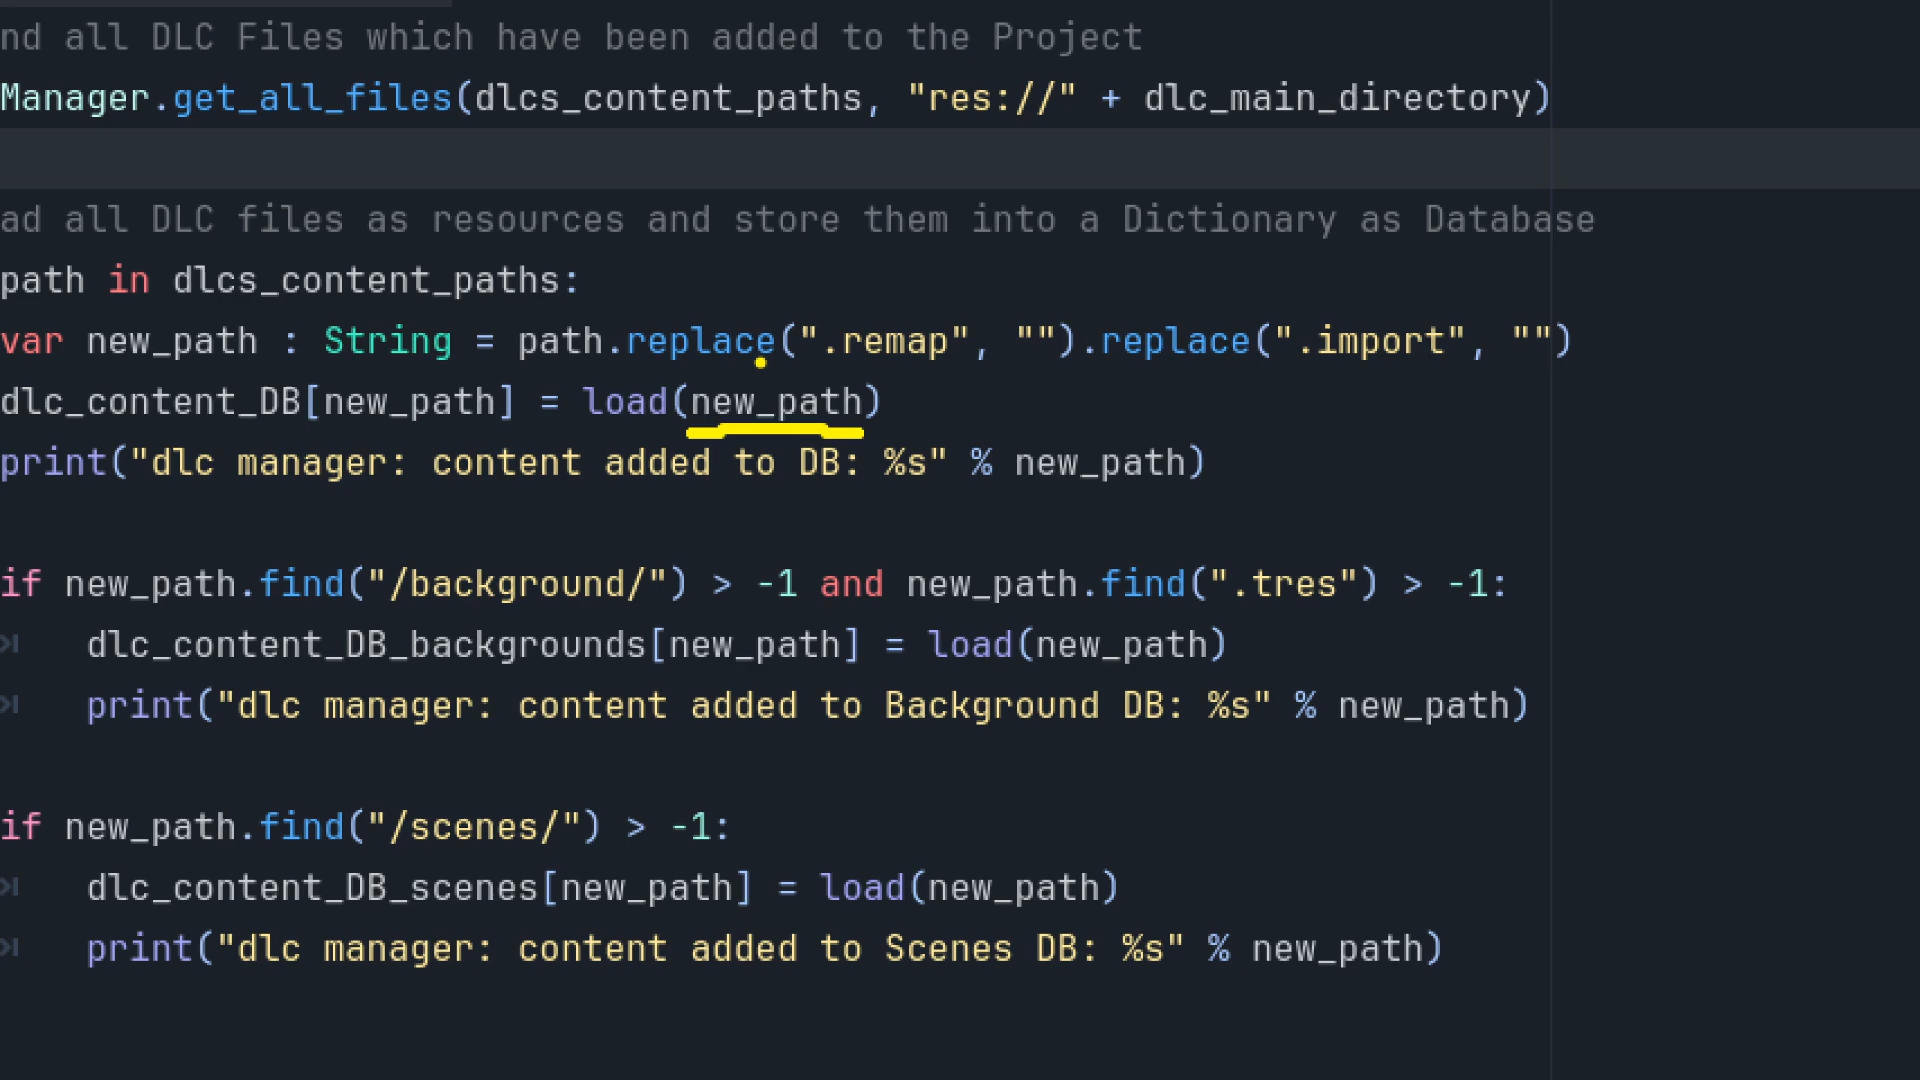 nd all DLC Files which have been added to the Project
Manager.get_all_files(dlcs_content_paths, "res://" + dlc_main_directory)
ad all DLC files as resources and store them into a Dictionary as Database
path in dlcs_content_paths:
var new_path : String = path.replace(".remap", "").replace(".import", "")
dlc_content_DB[new_path] = load(new_path)
print("dlc manager: content added to DB: %s" % new_path)
if new_path.find("/background/") > -1 and new_path.find(".tres") > -1:
dlc_content_DB_backgrounds[new_path] = load(new_path)
print("dlc manager: content added to Background DB: %s" % new_path)
if new_path.find("/scenes/") > -1:
dlc_content_DB_scenes[new_path] = load(new_path)
print("dlc manager: content added to Scenes DB: %s" % new_path)